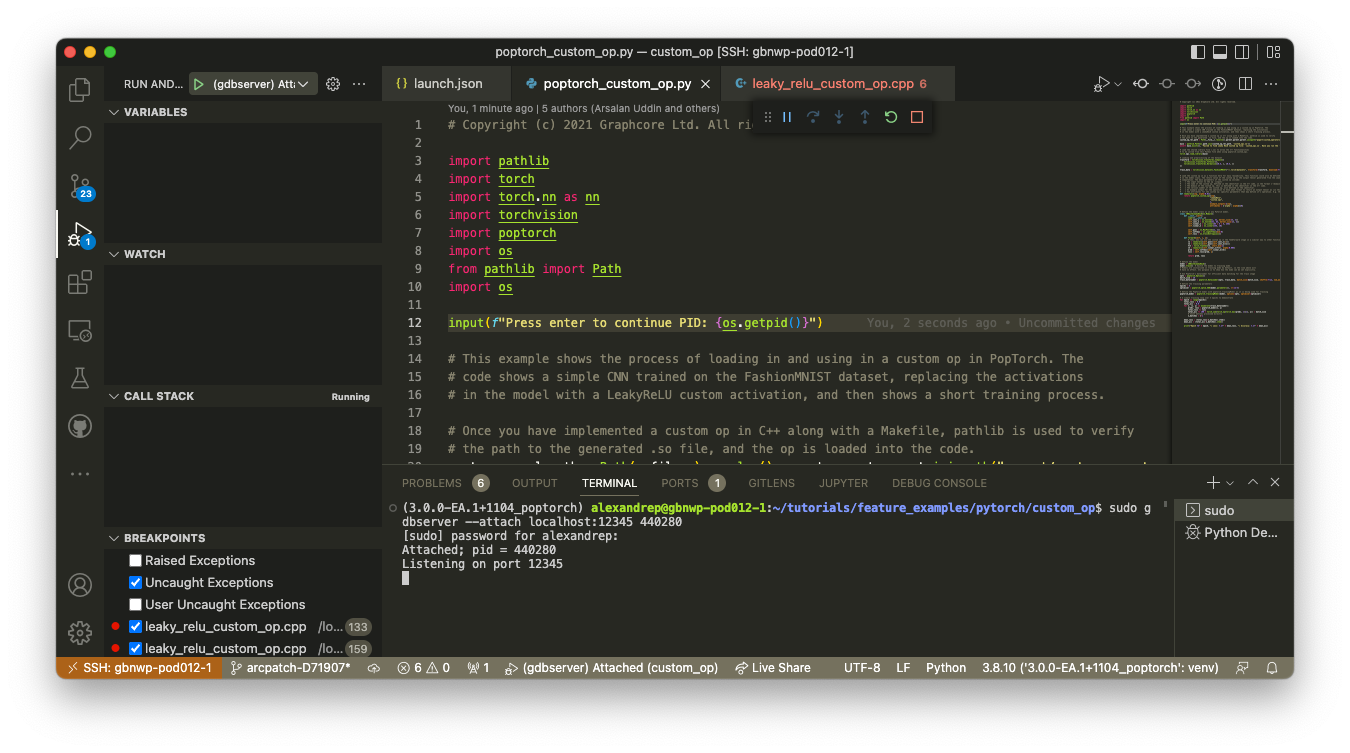 poptorch_custom_op.py — custom_op [SSH: gbnwp-pod012-1]
RUN AND... (gdbserver) Atta
launch.json poptorch_custom_op.py leaky_relu_custom_op.cpp 6
VARIABLES
WATCH
CALL STACK Running
BREAKPOINTS
Raised Exceptions
Uncaught Exceptions
User Uncaught Exceptions
leaky_relu_custom_op.cpp /lo... 133
leaky_relu_custom_op.cpp /lo... 159
23
1
You, 1 minute ago | 5 authors (Arsalan Uddin and others)
1 # Copyright (c) 2021 Graphcore Ltd. All ri
2
3 import pathlib
4 import torch
5 import torch.nn as nn
6 import torchvision
7 import poptorch
8 import os
9 from pathlib import Path
10 import os
11
12 input(f"Press enter to continue PID: {os.getpid()}") You, 2 seconds ago • Uncommitted changes
13
14 # This example shows the process of loading in and using in a custom op in PopTorch. The
15 # code shows a simple CNN trained on the FashionMNIST dataset, replacing the activations
16 # in the model with a LeakyReLU custom activation, and then shows a short training process.
17
18 # Once you have implemented a custom op in C++ along with a Makefile, pathlib is used to verify
19 # the path to the generated .so file, and the op is loaded into the code.
PROBLEMS 6 OUTPUT TERMINAL PORTS 1 GITLENS JUPYTER DEBUG CONSOLE
(3.0.0-EA.1+1104_poptorch) alexandrep@gbnwp-pod012-1:~/tutorials/feature_examples/pytorch/custom_op$ sudo g
dbserver --attach localhost:12345 440280
[sudo] password for alexandrep:
Attached; pid = 440280
Listening on port 12345
sudo
Python De...
SSH: gbnwp-pod012-1 arcpatch-D71907* 6 0 1 (gdbserver) Attached (custom_op) Live Share UTF-8 LF Python 3.8.10 ('3.0.0-EA.1+1104_poptorch': venv)